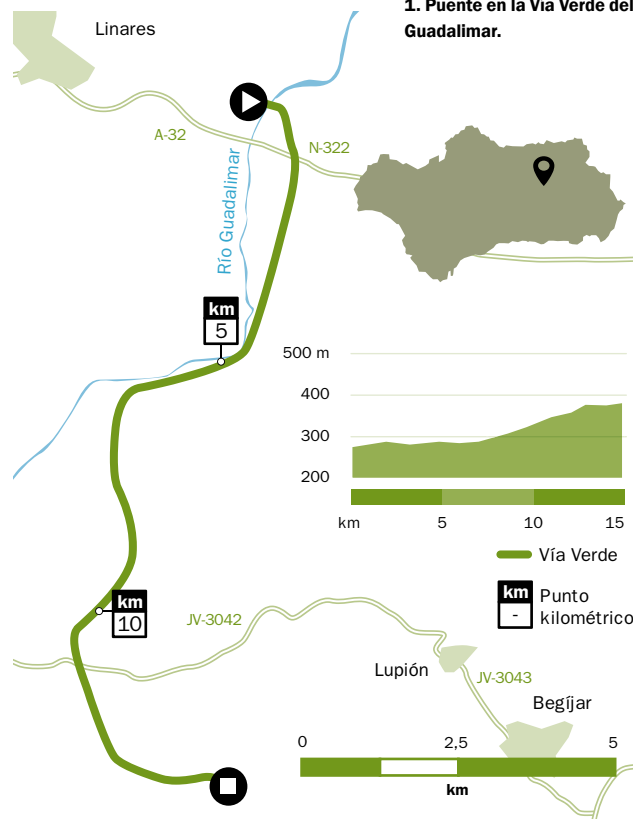 1. Puente en la Vía Verde del
Guadalimar.
Linares
A-32
N-322
Río Guadalimar
km
5
500 m
400
300
200
km
5
10
15
Vía Verde
km
-
Punto
kilométrico
km
10
JV-3042
Lupión
JV-3043
Begíjar
0
2,5
5
km